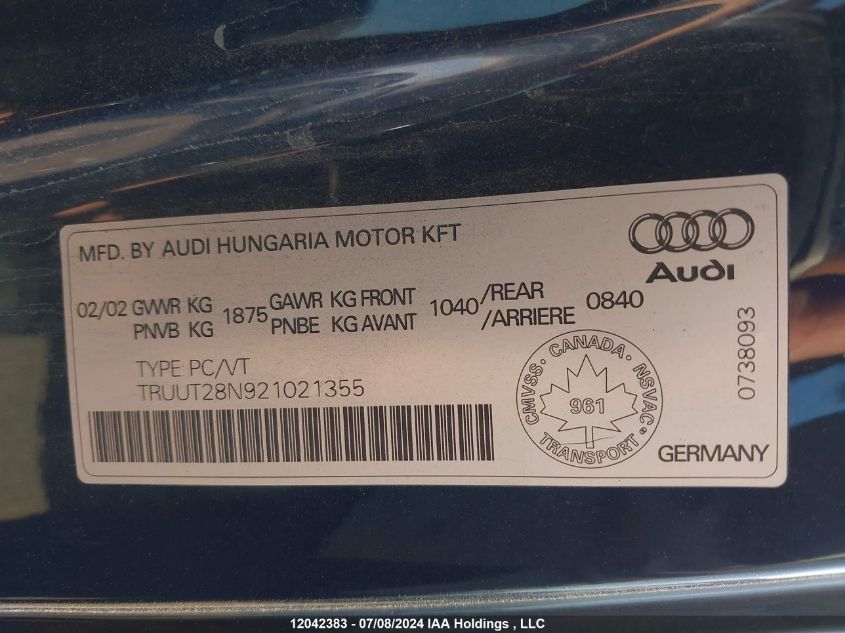 MFD. BY AUDI HUNGARIA MOTOR KFT
Audi
02/02 GVWR KG 1875 GAWR KG FRONT 1040 /REAR 0840
PNVB KG PNBE KG AVANT /ARRIERE
TYPE PC/VT
TRUUT28N921021355
CANADA
CMVSS. NSVAC*
961
TRANSPORT
0738093
GERMANY
12042383 - 07/08/2024 IAA Holdings , LLC